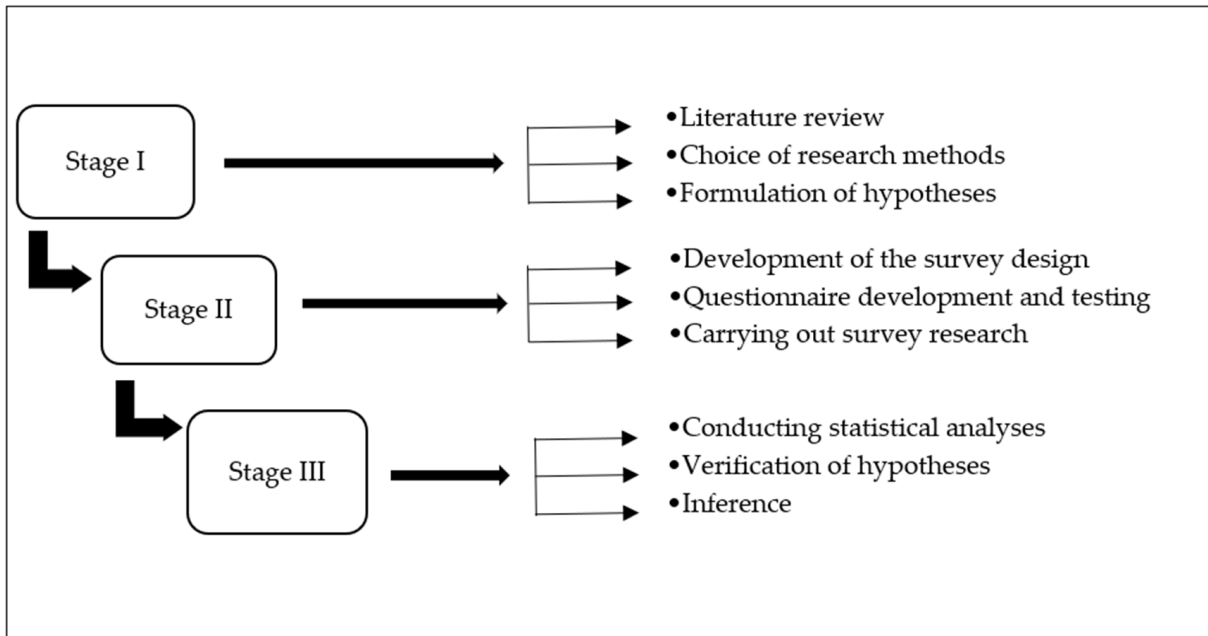 Stage I
•Literature review
•Choice of research methods
•Formulation of hypotheses
Stage II
•Development of the survey design
•Questionnaire development and testing
•Carrying out survey research
Stage III
•Conducting statistical analyses
•Verification of hypotheses
•Inference